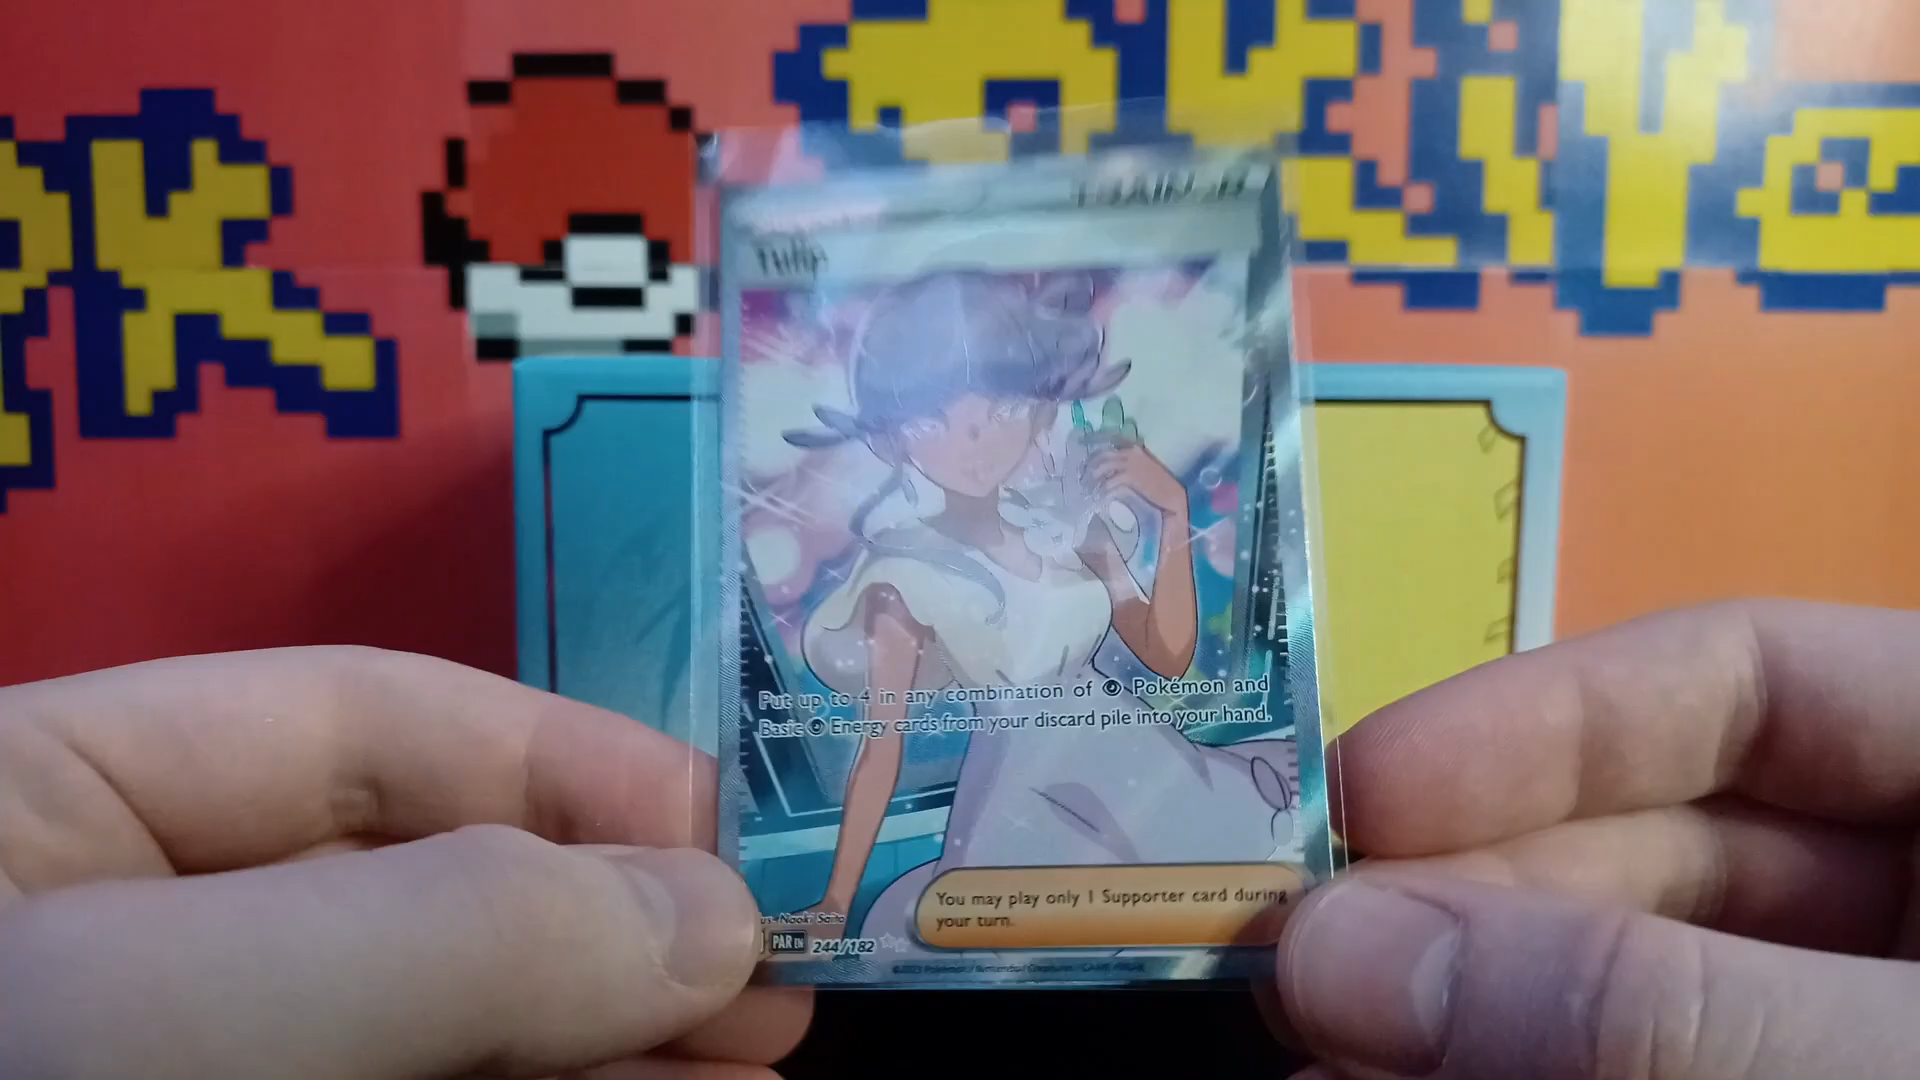 TRAINER
Tulip
Put up to 4 in any combination of Pokémon and
Basic Energy cards from your discard pile into your hand.
You may play only 1 Supporter card during
your turn.
us. Naoki Saito
PAR EN 244/182
©2023 Pokémon / Nintendo / Creatures / GAME FREAK